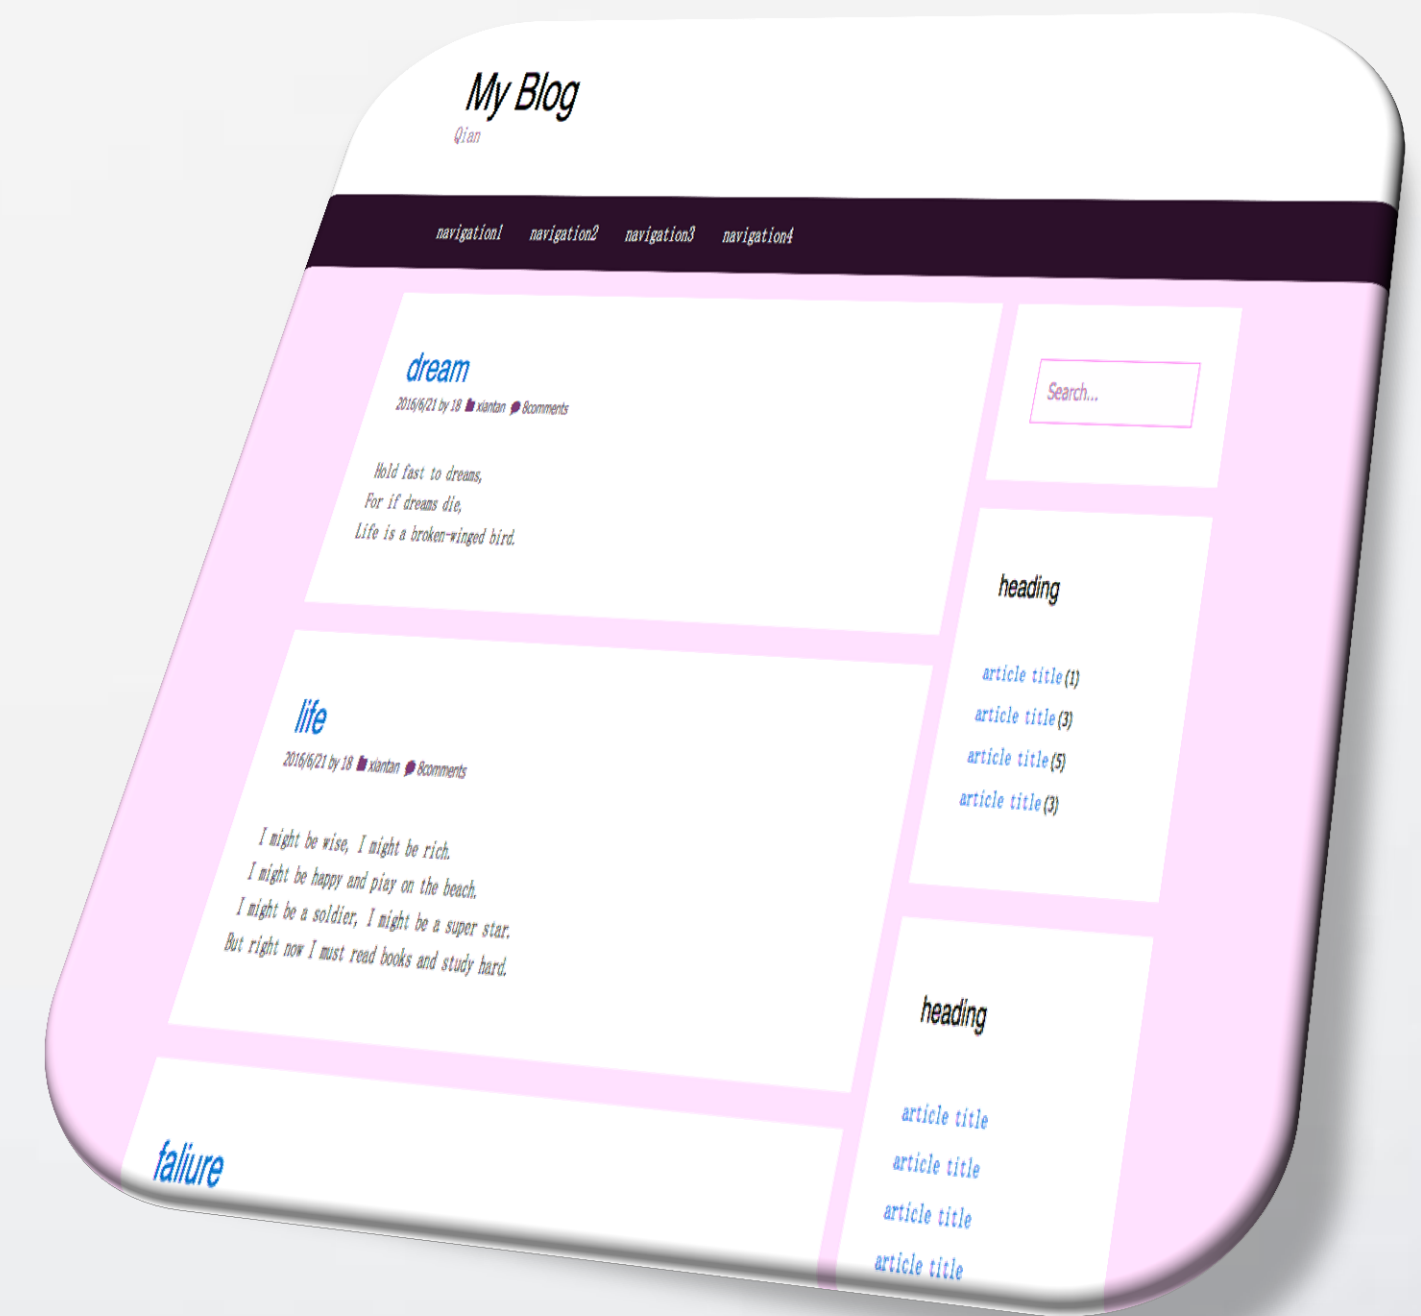 My Blog
Qian
navigation1 navigation2 navigation3 navigation4
dream
2016/6/21 by 18 xiantan 8comments
Hold fast to dreams,
For if dreams die,
Life is a broken-winged bird.
life
2016/6/21 by 18 xiantan 8comments
I might be wise, I might be rich.
I might be happy and piay on the beach.
I might be a soldier, I might be a super star.
But right now I must read books and study hard.
faliure
Search...
heading
article title (1)
article title (3)
article title (5)
article title (3)
heading
article title
article title
article title
article title